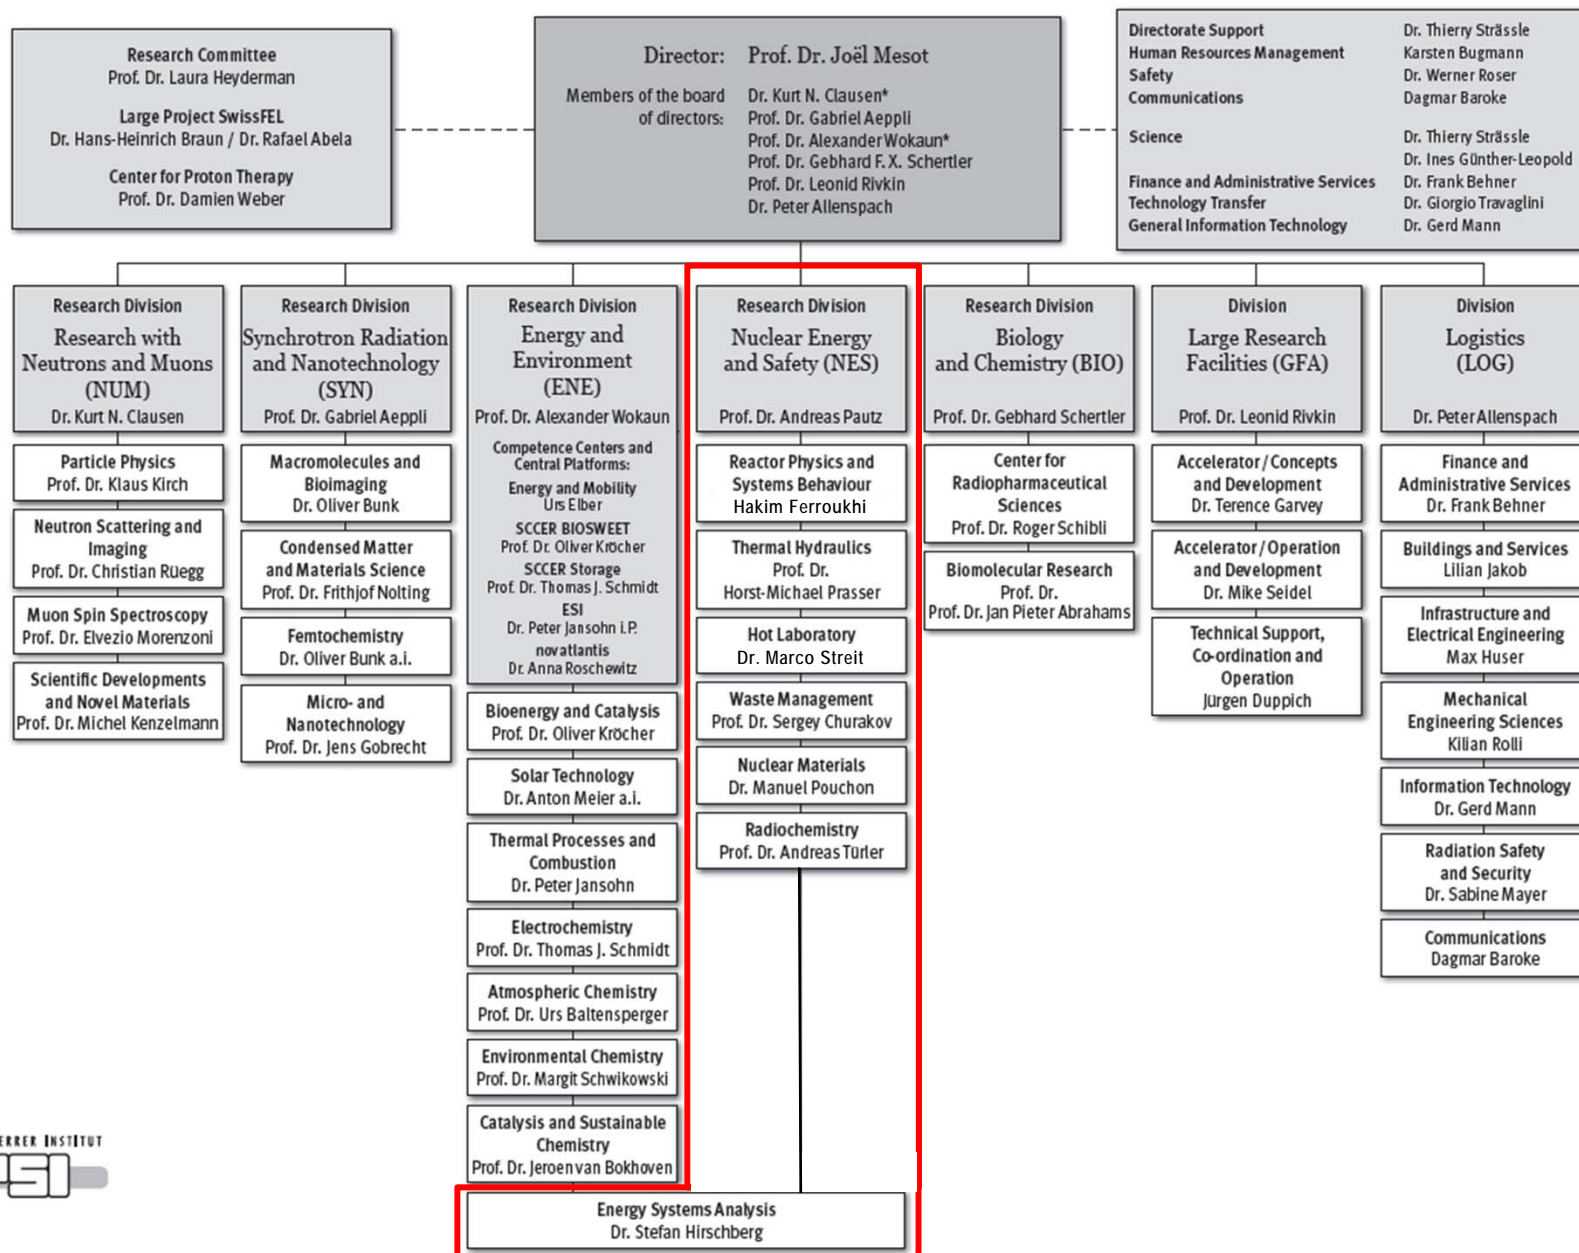 Research Committee
Prof. Dr. Laura Heyderman
Large Project SwissFEL
Dr. Hans-Heinrich Braun / Dr. Rafael Abela
Center for Proton Therapy
Prof. Dr. Damien Weber
Director: Prof. Dr. Joël Mesot
Members of the board of directors:
Dr. Kurt N. Clausen*
Prof. Dr. Gabriel Aeppli
Prof. Dr. Alexander Wokaun*
Prof. Dr. Gebhard F. X. Schertler
Prof. Dr. Leonid Rivkin
Dr. Peter Allenspach
Directorate Support Dr. Thierry Strässle
Human Resources Management Karsten Bugmann
Safety Dr. Werner Roser
Communications Dagmar Baroke
Science Dr. Thierry Strässle
Dr. Ines Günther-Leopold
Finance and Administrative Services Dr. Frank Behner
Technology Transfer Dr. Giorgio Travaglini
General Information Technology Dr. Gerd Mann
Research Division
Research with
Neutrons and Muons
(NUM)
Dr. Kurt N. Clausen
Particle Physics
Prof. Dr. Klaus Kirch
Neutron Scattering and
Imaging
Prof. Dr. Christian Rüegg
Muon Spin Spectroscopy
Prof. Dr. Elvezio Morenzoni
Scientific Developments
and Novel Materials
Prof. Dr. Michel Kenzelmann
Research Division
Synchrotron Radiation
and Nanotechnology
(SYN)
Prof. Dr. Gabriel Aeppli
Macromolecules and
Bioimaging
Dr. Oliver Bunk
Condensed Matter
and Materials Science
Prof. Dr. Frithjof Nolting
Femtochemistry
Dr. Oliver Bunk a.i.
Micro- and
Nanotechnology
Prof. Dr. Jens Gobrecht
Research Division
Energy and
Environment
(ENE)
Prof. Dr. Alexander Wokaun
Competence Centers and
Central Platforms:
Energy and Mobility
Urs Elber
SCCER BIOSWEET
Prof. Dr. Oliver Kröcher
SCCER Storage
Prof. Dr. Thomas J. Schmidt
ESI
Dr. Peter Jansohn i.P.
novatlantis
Dr. Anna Roschewitz
Bioenergy and Catalysis
Prof. Dr. Oliver Kröcher
Solar Technology
Dr. Anton Meier a.i.
Thermal Processes and
Combustion
Dr. Peter Jansohn
Electrochemistry
Prof. Dr. Thomas J. Schmidt
Atmospheric Chemistry
Prof. Dr. Urs Baltensperger
Environmental Chemistry
Prof. Dr. Margit Schwikowski
Catalysis and Sustainable
Chemistry
Prof. Dr. Jeroen van Bokhoven
Research Division
Nuclear Energy
and Safety (NES)
Prof. Dr. Andreas Pautz
Reactor Physics and
Systems Behaviour
Hakim Ferroukhi
Thermal Hydraulics
Prof. Dr.
Horst-Michael Prasser
Hot Laboratory
Dr. Marco Streit
Waste Management
Prof. Dr. Sergey Churakov
Nuclear Materials
Dr. Manuel Pouchon
Radiochemistry
Prof. Dr. Andreas Türler
Energy Systems Analysis
Dr. Stefan Hirschberg
Research Division
Biology
and Chemistry (BIO)
Prof. Dr. Gebhard Schertler
Center for
Radiopharmaceutical
Sciences
Prof. Dr. Roger Schibli
Biomolecular Research
Prof. Dr.
Prof. Dr. Jan Pieter Abrahams
Division
Large Research
Facilities (GFA)
Prof. Dr. Leonid Rivkin
Accelerator / Concepts
and Development
Dr. Terence Garvey
Accelerator / Operation
and Development
Dr. Mike Seidel
Technical Support,
Co-ordination and
Operation
Jürgen Duppich
Division
Logistics
(LOG)
Dr. Peter Allenspach
Finance and
Administrative Services
Dr. Frank Behner
Buildings and Services
Lilian Jakob
Infrastructure and
Electrical Engineering
Max Huser
Mechanical
Engineering Sciences
Kilian Rolli
Information Technology
Dr. Gerd Mann
Radiation Safety
and Security
Dr. Sabine Mayer
Communications
Dagmar Baroke
ERRER INSTITUT
PSI